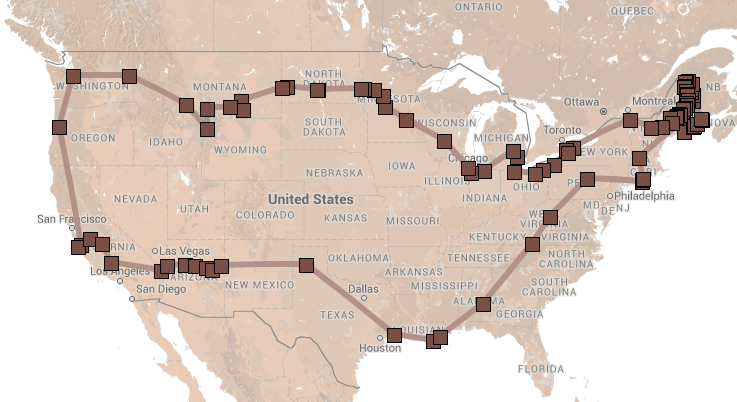 ONTARIO
QUEBEC
WASHINGTON
MONTANA
NORTH
DAKOTA
Ottawa
Montreal
NB
OREGON
IDAHO
WYOMING
SOUTH
DAKOTA
WISCONSIN
MICHIGAN
Toronto
NEW YORK
NEBRASKA
IOWA
Chicago
ILLINOIS
INDIANA
OHIO
Philadelphia
MD
DE
NJ
NEVADA
UTAH
COLORADO
United States
KANSAS
MISSOURI
WEST
VIRGINIA
KENTUCKY
VIRGINIA
San Francisco
Las Vegas
Los Angeles
San Diego
ARIZONA
NEW MEXICO
OKLAHOMA
ARKANSAS
TENNESSEE
NORTH
CAROLINA
SOUTH
CAROLINA
MISSISSIPPI
ALABAMA
GEORGIA
Dallas
TEXAS
LOUISIANA
Houston
FLORIDA